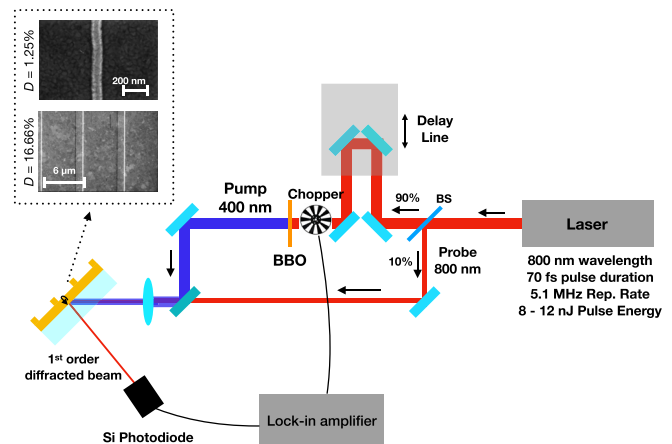 D = 1.25%
200 nm
D = 16.66%
6 μm
Delay
Line
Pump
400 nm
Chopper
90%
BS
Laser
BBO
10%
Probe
800 nm
800 nm wavelength
70 fs pulse duration
5.1 MHz Rep. Rate
8 - 12 nJ Pulse Energy
1st order
diffracted beam
Si Photodiode
Lock-in amplifier